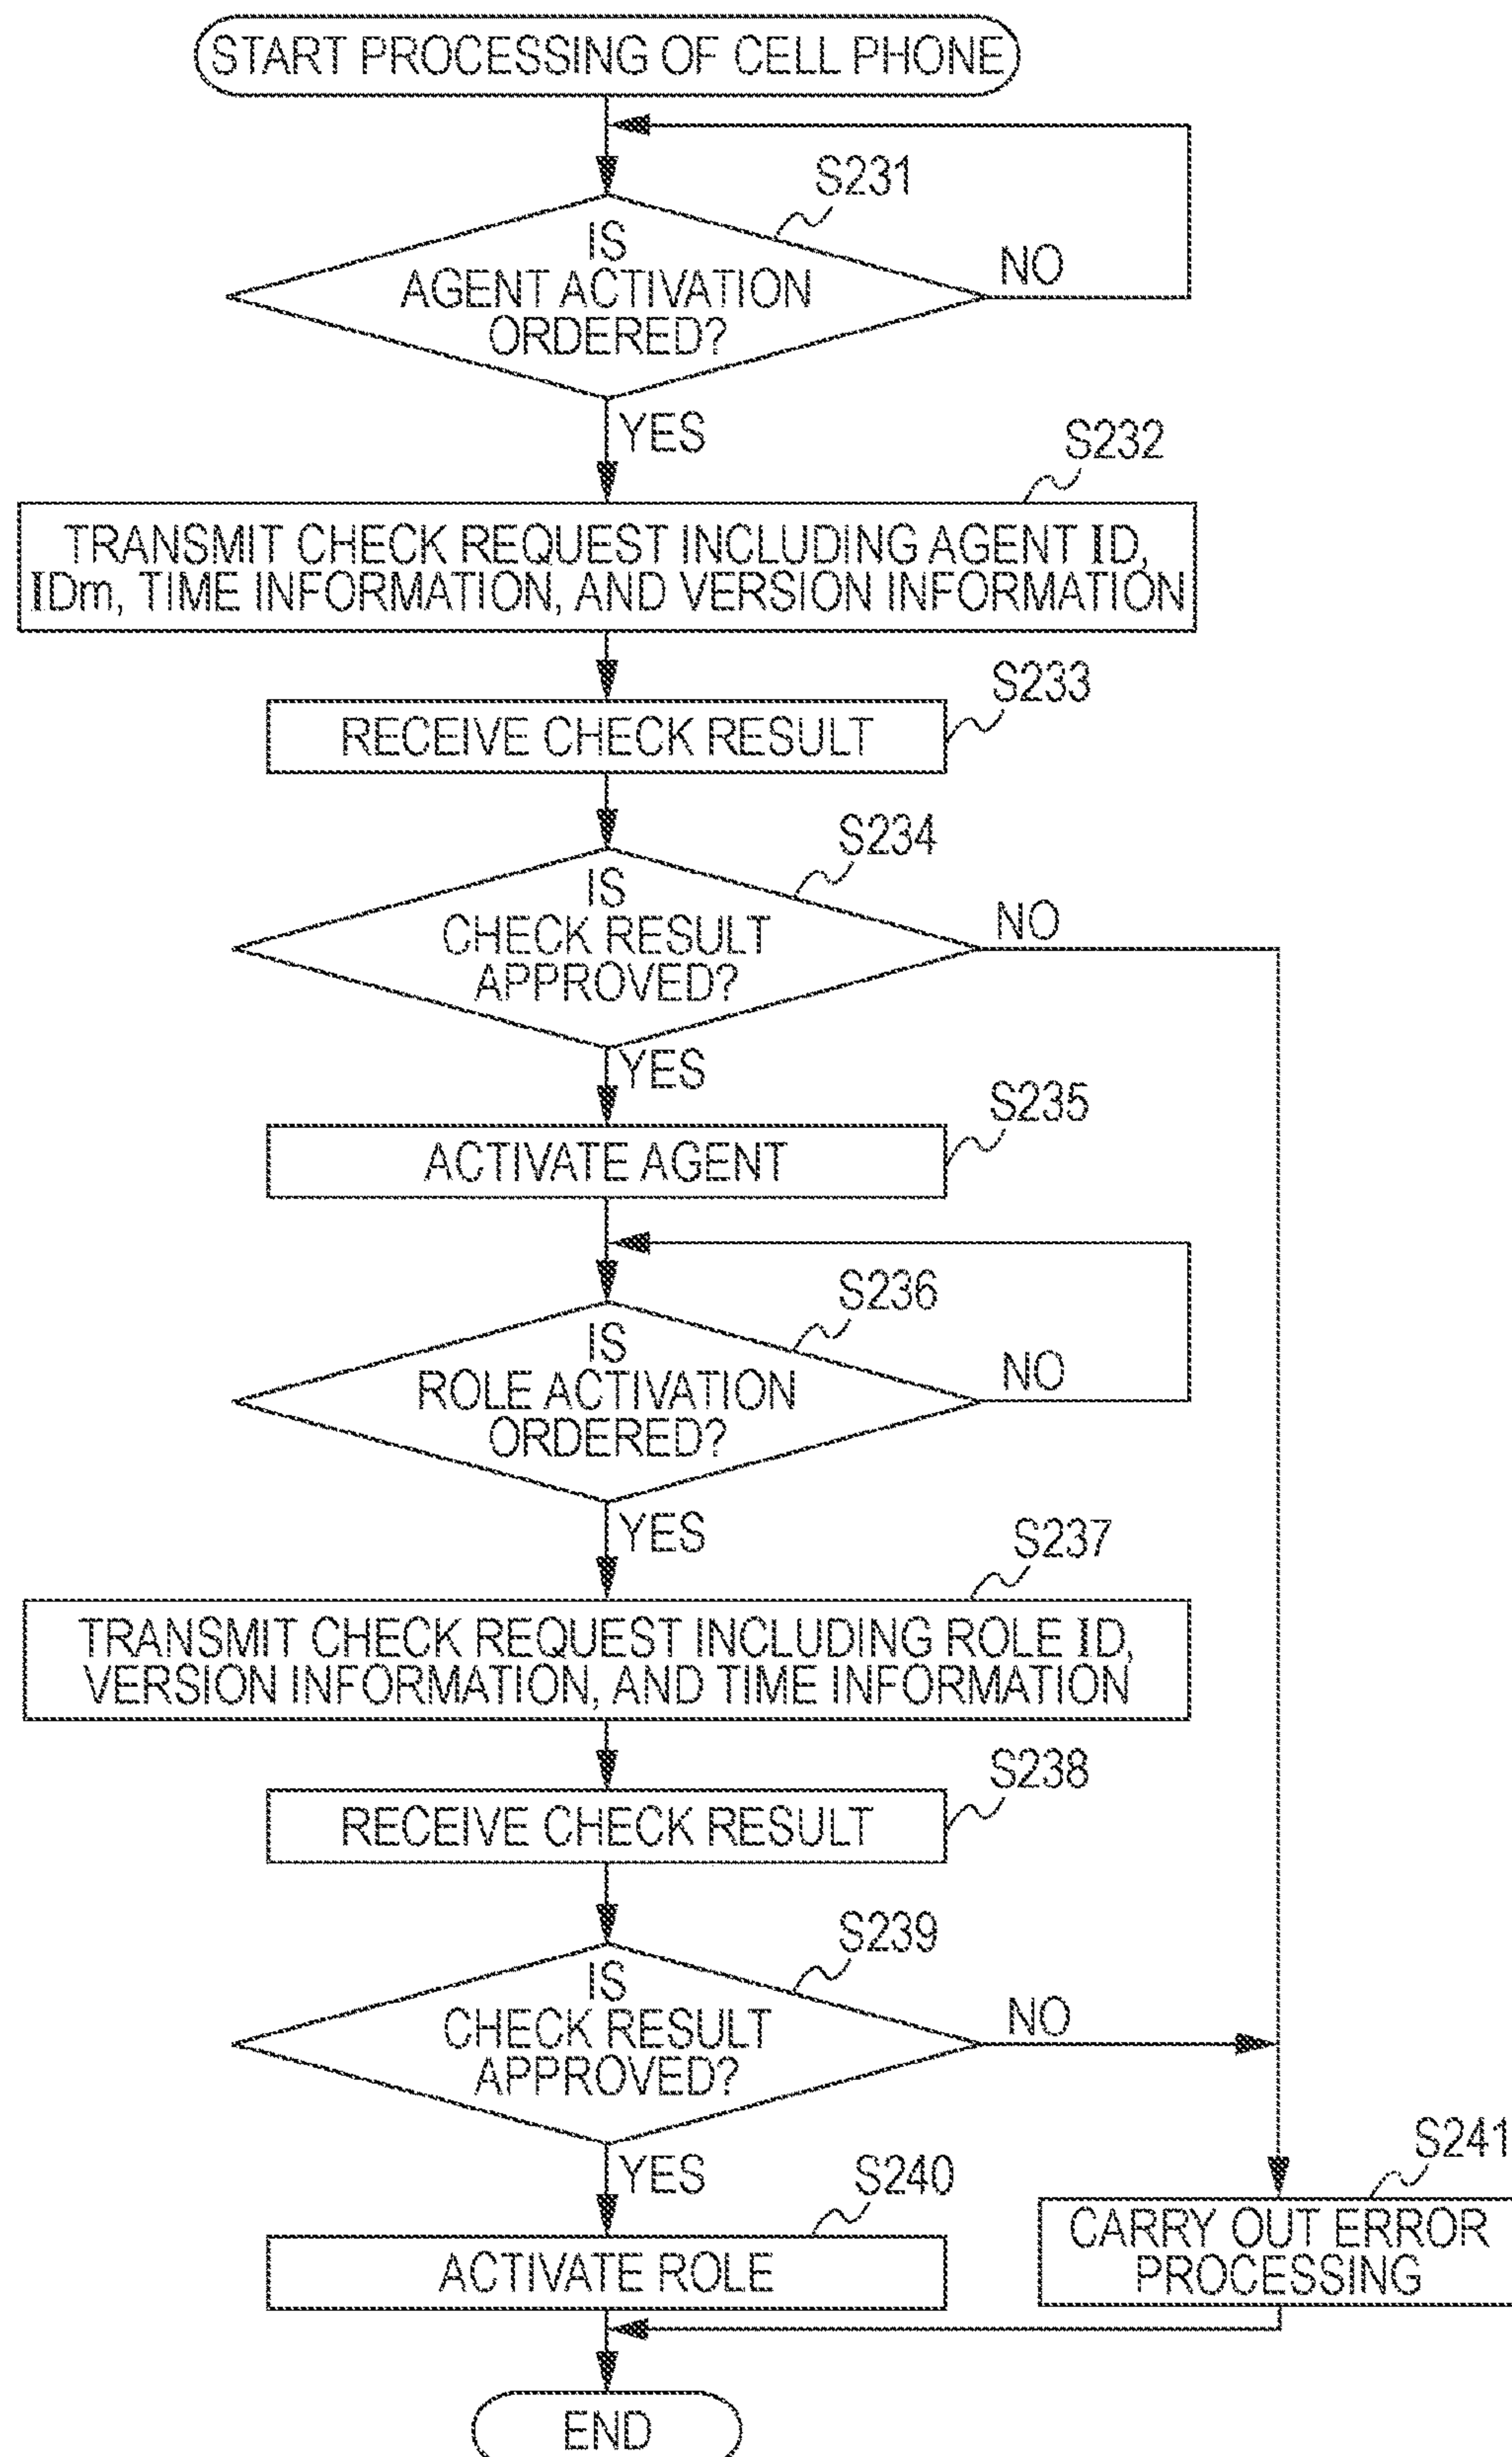 START PROCESSING OF CELL PHONE
S231
IS
AGENT ACTIVATION
ORDERED?
NO
YES
S232
TRANSMIT CHECK REQUEST INCLUDING AGENT ID,
IDm, TIME INFORMATION, AND VERSION INFORMATION
S233
RECEIVE CHECK RESULT
S234
IS
CHECK RESULT
APPROVED?
NO
YES
S235
ACTIVATE AGENT
S236
IS
ROLE ACTIVATION
ORDERED?
NO
YES
S237
TRANSMIT CHECK REQUEST INCLUDING ROLE ID,
VERSION INFORMATION, AND TIME INFORMATION
S238
RECEIVE CHECK RESULT
S239
IS
CHECK RESULT
APPROVED?
NO
YES
S240
ACTIVATE ROLE
S241
CARRY OUT ERROR
PROCESSING
END